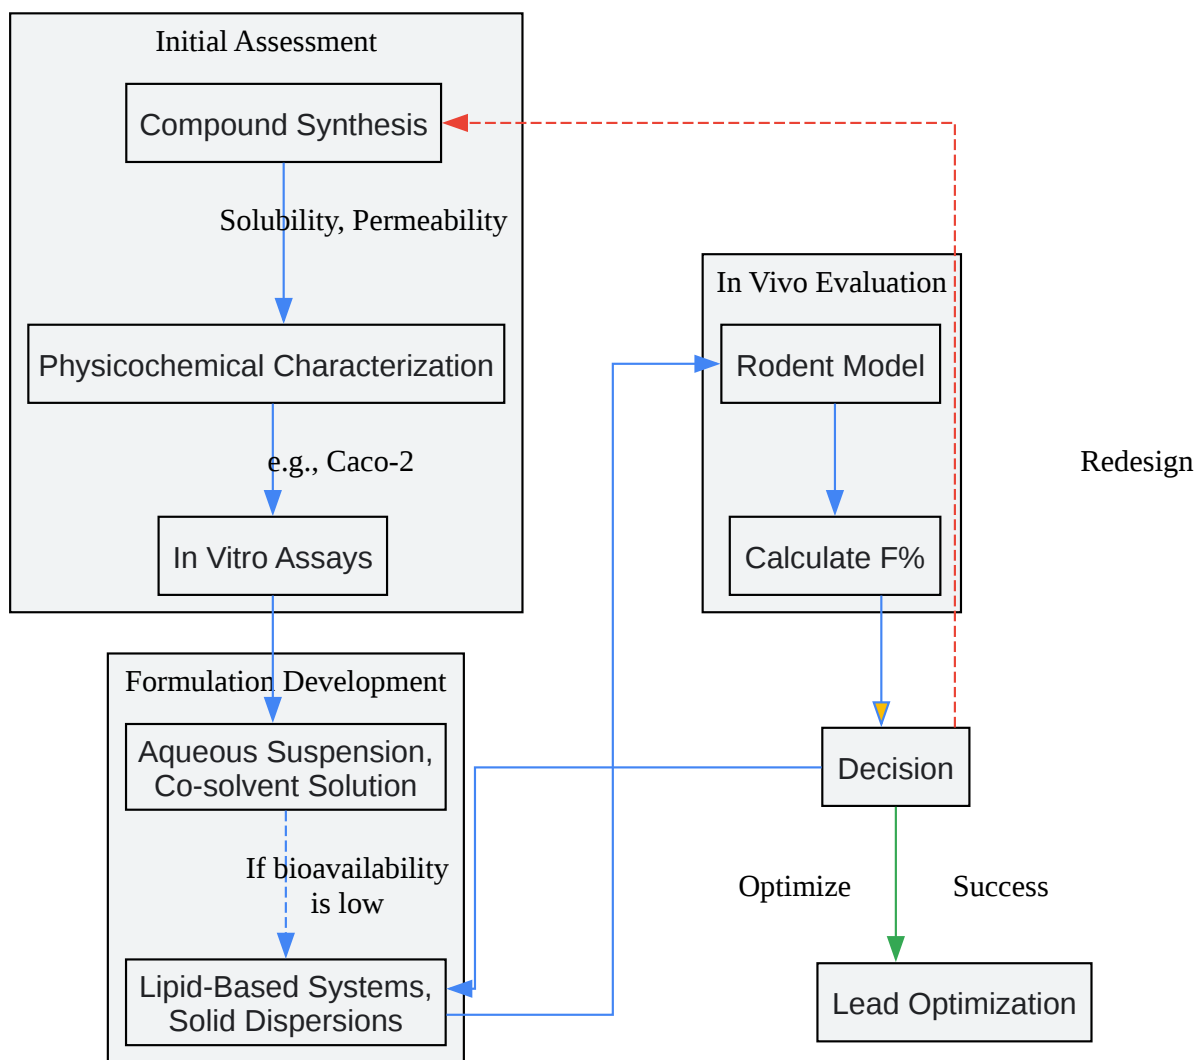 Initial Assessment
Compound Synthesis
Solubility, Permeability
Physicochemical Characterization
e.g., Caco-2
In Vitro Assays
Formulation Development
Aqueous Suspension,
Co-solvent Solution
If bioavailability
is low
Lipid-Based Systems,
Solid Dispersions
In Vivo Evaluation
Rodent Model
Calculate F%
Redesign
Decision
Optimize
Success
Lead Optimization